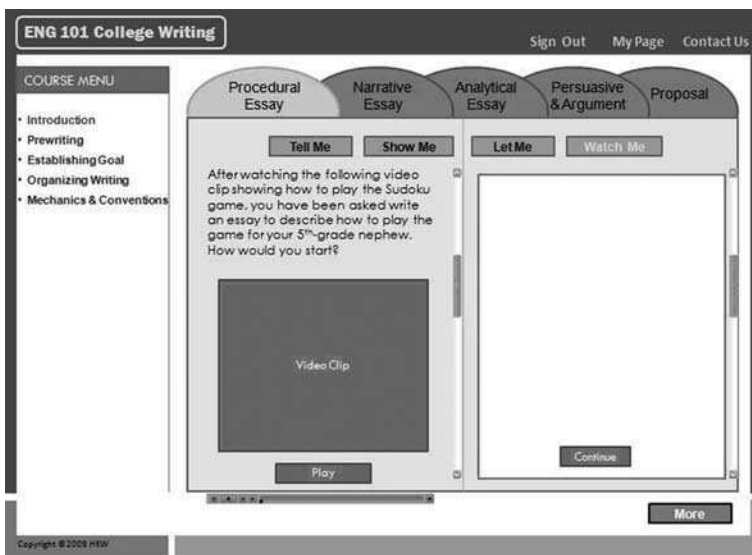 ENG 101 College Writing
Sign Out My Page Contact Us
COURSE MENU
• Introduction
• Prewriting
• Establishing Goal
• Organizing Writing
• Mechanics & Conventions
Procedural
Essay
Narrative
Essay
Analytical
Essay
Persuasive
& Argument
Proposal
Tell Me
Show Me
Let Me
Watch Me
After watching the following video
clip showing how to play the Sudoku
game, you have been asked write
an essay to describe how to play the
game for your 5th-grade nephew.
How would you start?
Video Clip
Play
Continue
More
Copyright © 2009 HKW